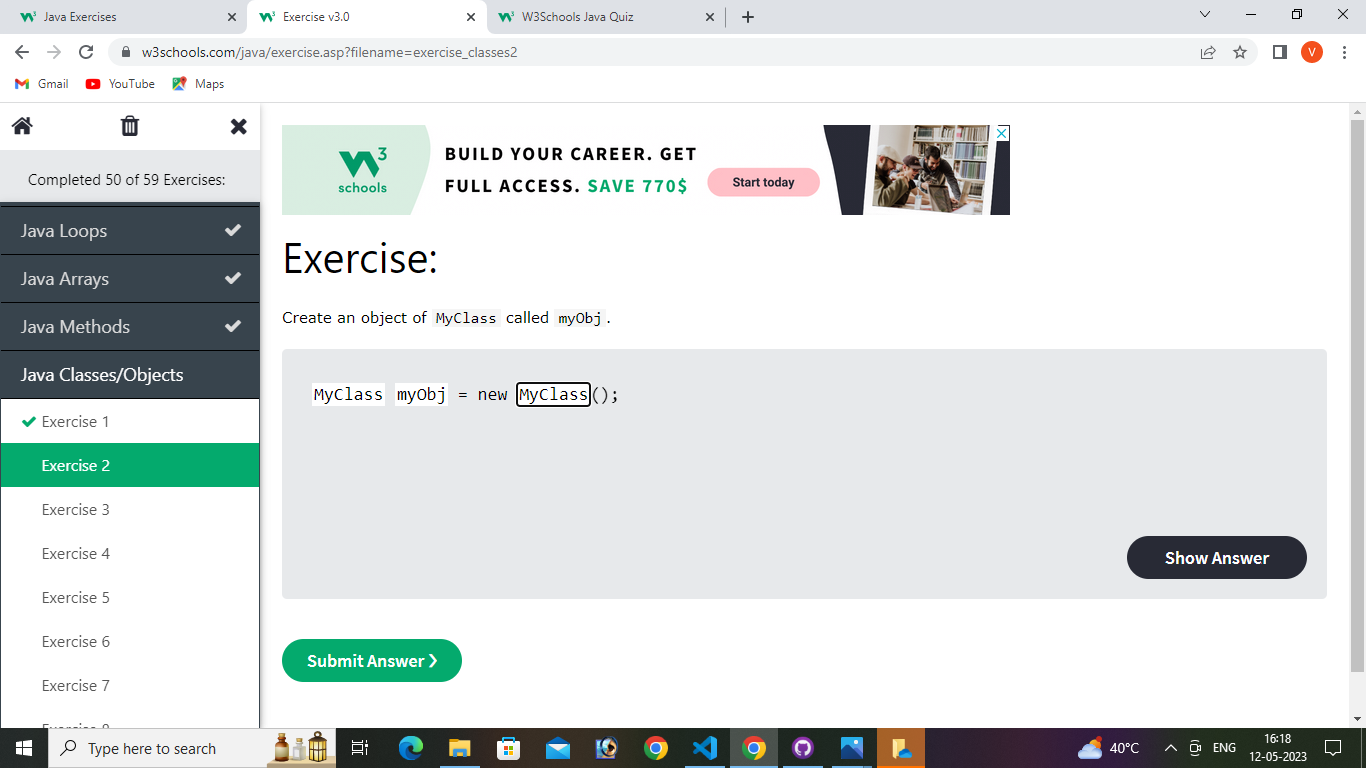 Java Exercises
Exercise v3.0
W3Schools Java Quiz
w3schools.com/java/exercise.asp?filename=exercise_classes2
V
Gmail
YouTube
Maps
Completed 50 of 59 Exercises:
Java Loops
Java Arrays
Java Methods
Java Classes/Objects
Exercise 1
Exercise 2
Exercise 3
Exercise 4
Exercise 5
Exercise 6
Exercise 7
Exercise 8
W3
schools
BUILD YOUR CAREER. GET
FULL ACCESS. SAVE 770$
Start today
Exercise:
Create an object of MyClass called myObj.
MyClass myObj = new MyClass();
Show Answer
Submit Answer ❯
Type here to search
40°C
ENG
16:18
12-05-2023